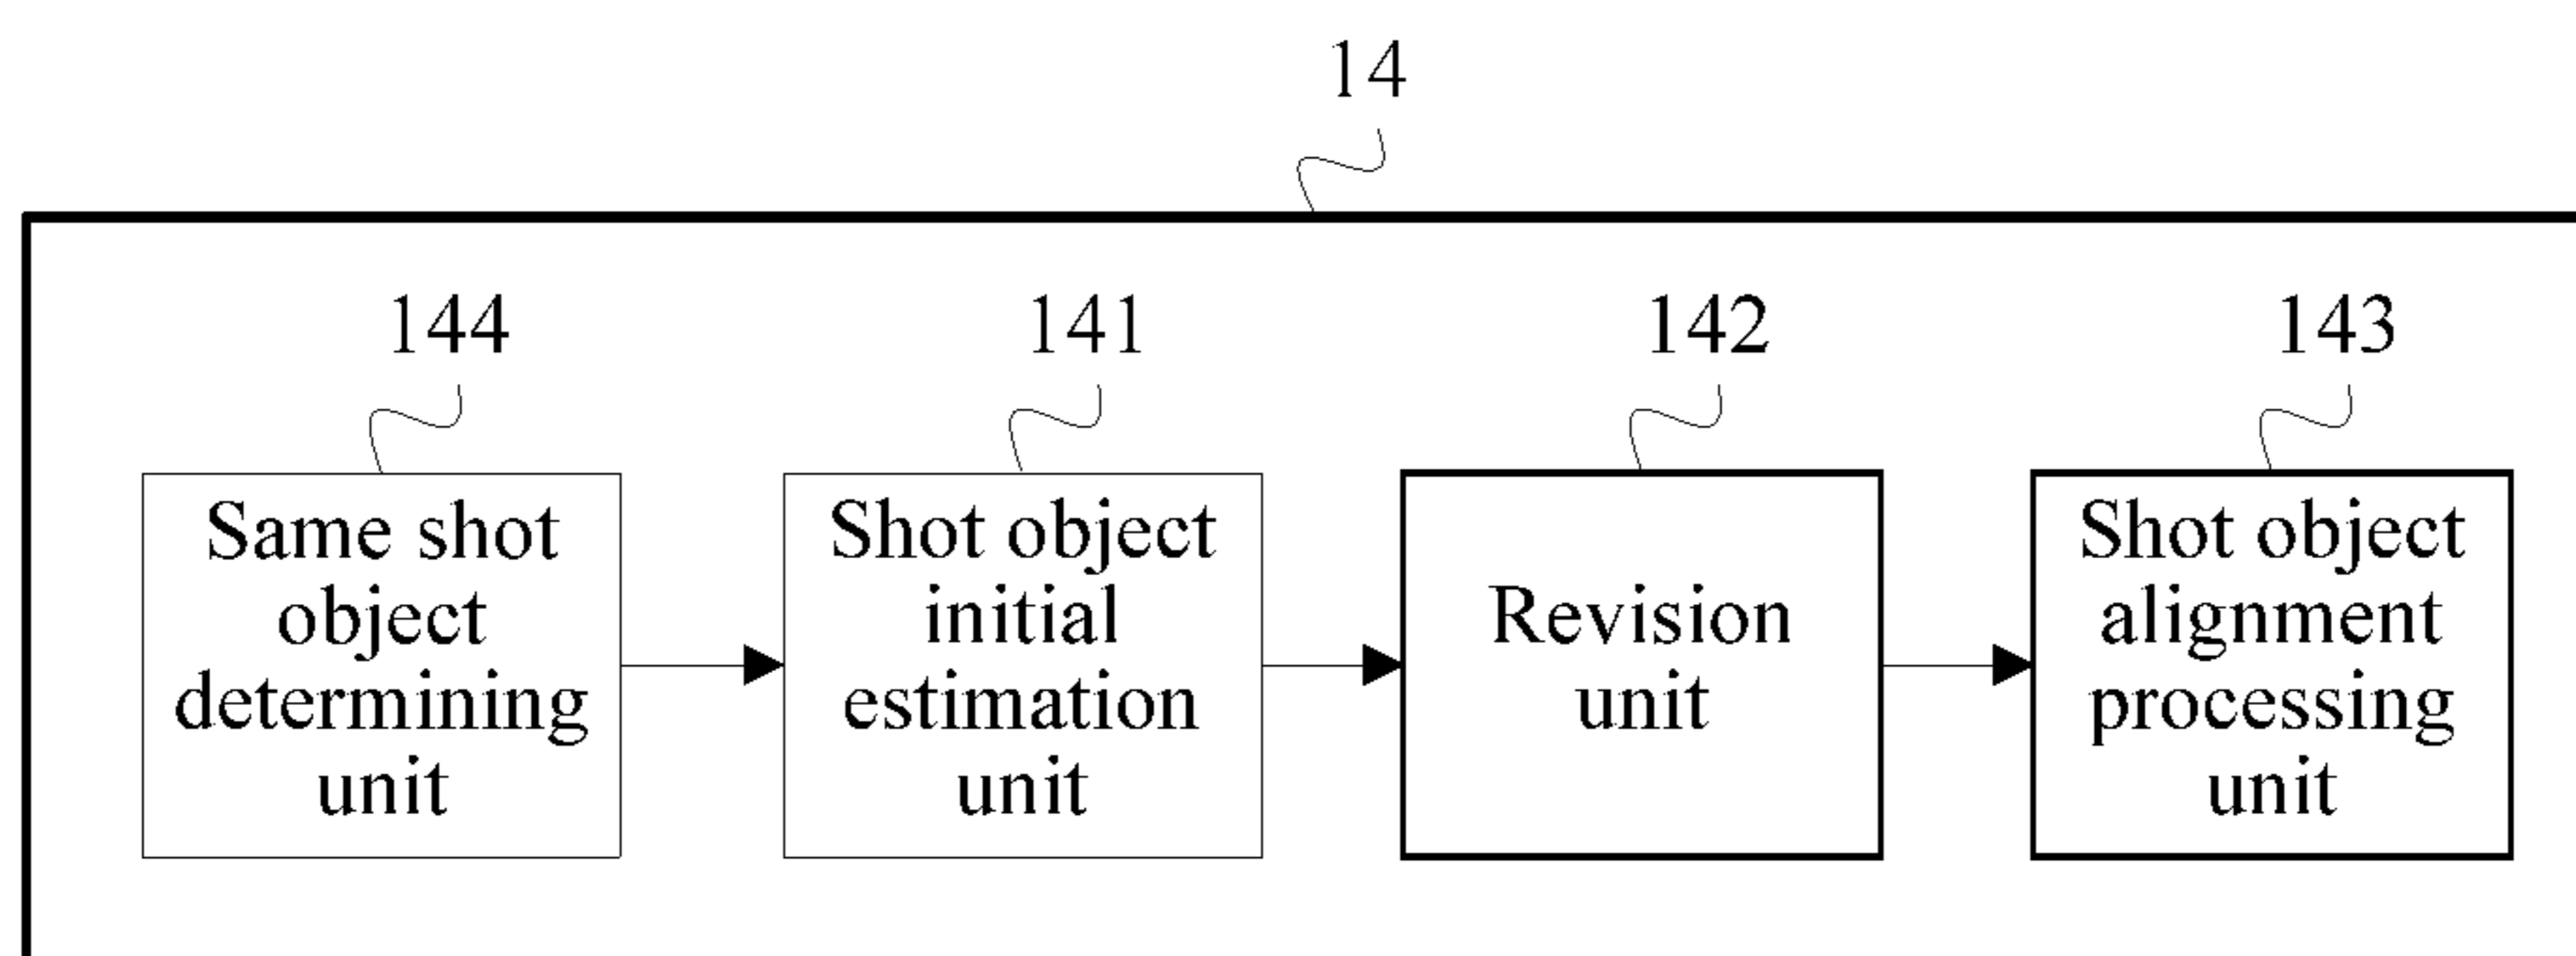 14
144
141
142
143
Same shot
object
determining
unit
Shot object
initial
estimation
unit
Revision
unit
Shot object
alignment
processing
unit